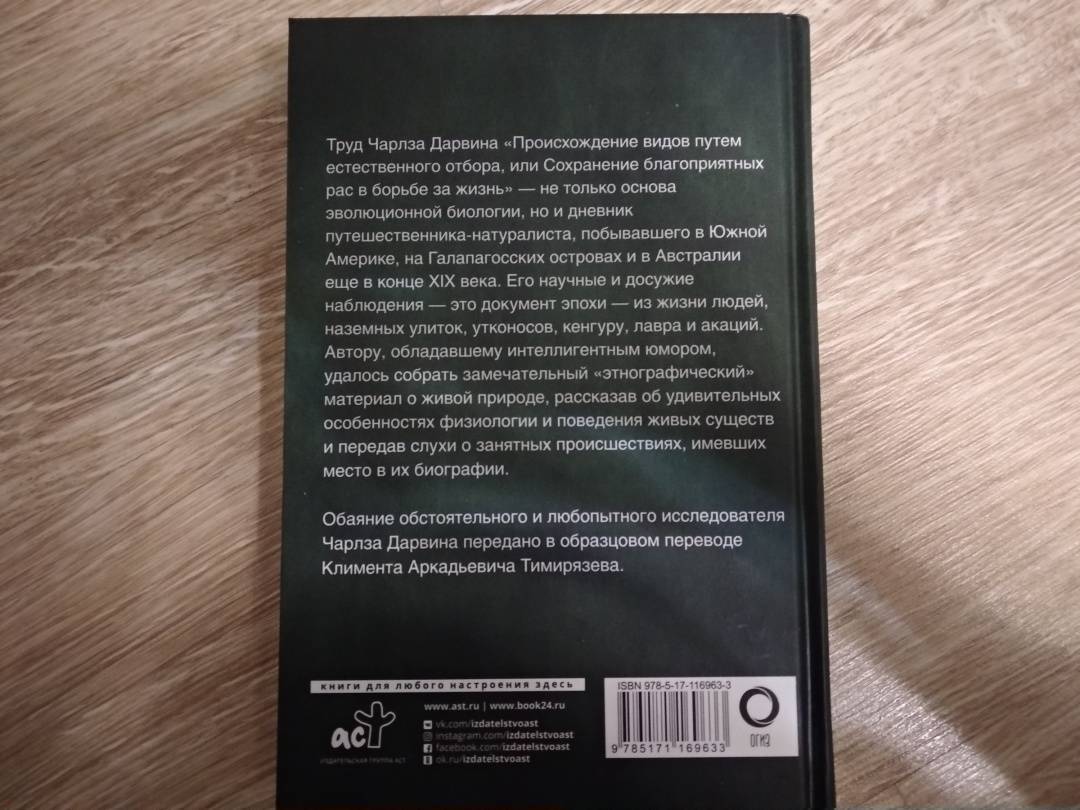 Труд Чарлза Дарвина «Происхождение видов путем
естественного отбора, или Сохранение благоприятных
рас в борьбе за жизнь» — не только основа
эволюционной биологии, но и дневник
путешественника-натуралиста, побывавшего в Южной
Америке, на Галапагосских островах и в Австралии
еще в конце XIX века. Его научные и досужие
наблюдения — это документ эпохи — из жизни людей,
наземных улиток, утконосов, кенгуру, лавра и акаций.
Автору, обладавшему интеллигентным юмором,
удалось собрать замечательный «этнографический»
материал о живой природе, рассказав об удивительных
особенностях физиологии и поведения живых существ
и передав слухи о занятных происшествиях, имевших
место в их биографии.
Обаяние обстоятельного и любопытного исследователя
Чарлза Дарвина передано в образцовом переводе
Климента Аркадьевича Тимирязева.
книги для любого настроения здесь
www.ast.ru | www.book24.ru
vk.com/izdatelstvoast
instagram.com/izdatelstvoast
facebook.com/izdatelstvoast
ok.ru/izdatelstvoast
аст
ИЗДАТЕЛЬСКАЯ ГРУППА АСТ
ISBN 978-5-17-116963-3
9 785171 169633
ОГИЗ